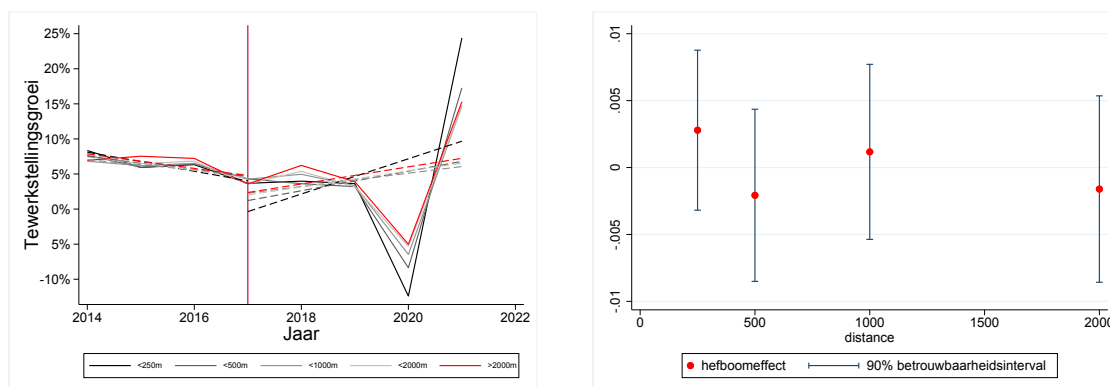 25%
20%
15%
10%
5%
0%
5%
-10%
Tewerkstellingsgroei
2014 2016 2018 2020 2022
Jaar
<250m <500m <1000m <2000m >2000m
.01
.005
0
-.005
-.01
0 500 1000 1500 2000
distance
hefboomeffect 90% betrouwbaarheidsinterval